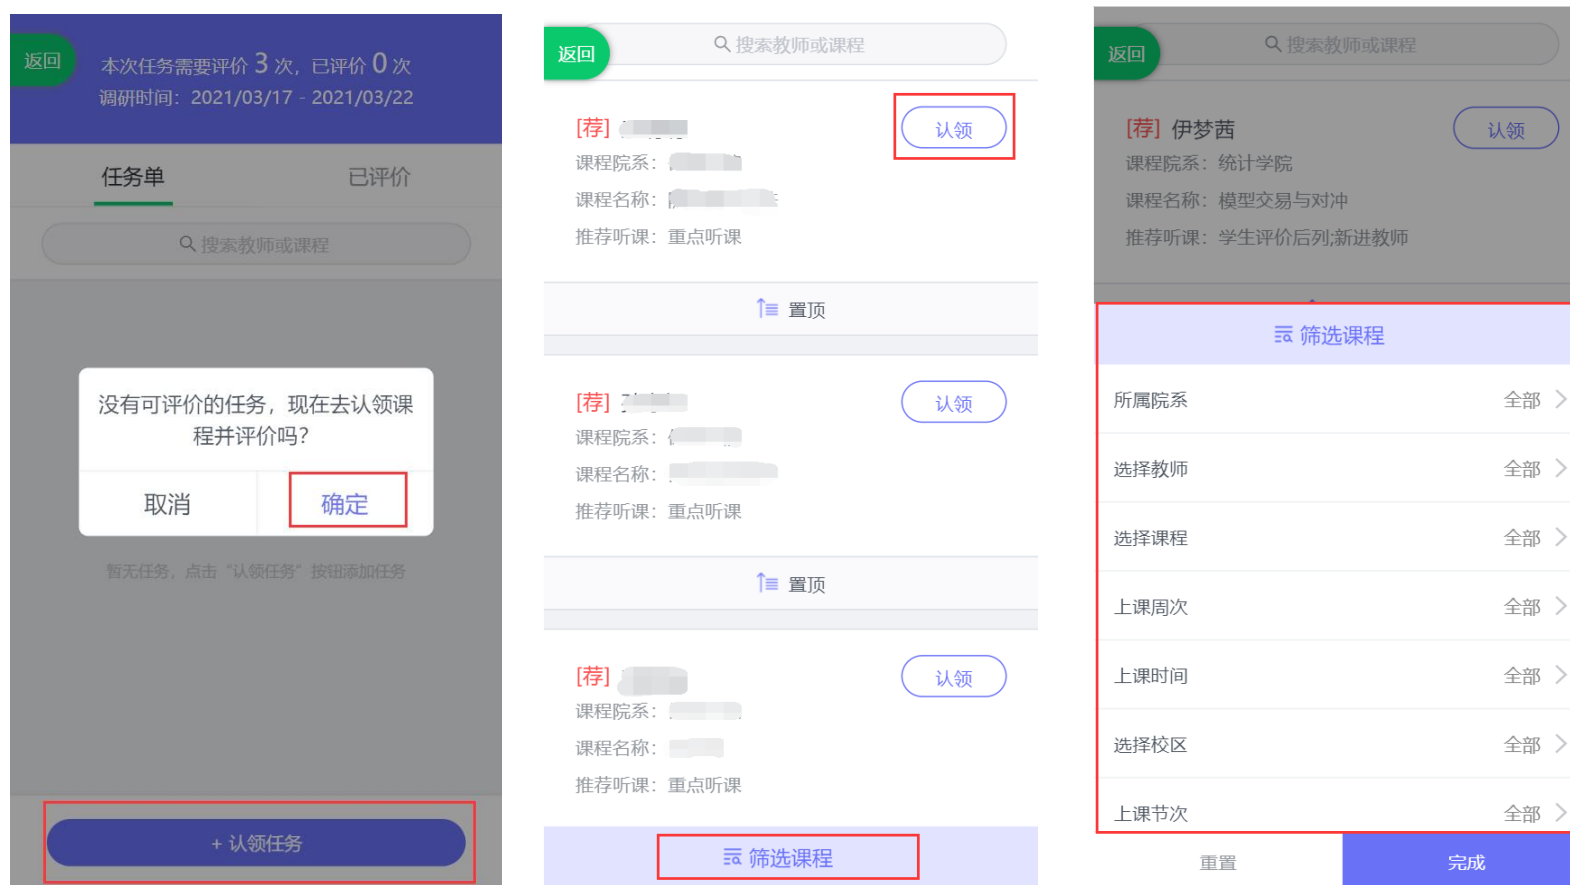 返回
本次任务需要评价 3 次，已评价 0 次
调研时间：2021/03/17 - 2021/03/22
任务单
已评价
搜索教师或课程
没有可评价的任务，现在去认领课
程并评价吗？
取消
确定
暂无任务，点击“认领任务”按钮添加任务
+ 认领任务
返回
搜索教师或课程
[荐]
认领
课程院系：
课程名称：
推荐听课：重点听课
置顶
[荐]
认领
课程院系：
课程名称：
推荐听课：重点听课
置顶
[荐]
认领
课程院系：
课程名称：
推荐听课：重点听课
筛选课程
返回
搜索教师或课程
[荐] 伊梦茜
认领
课程院系：统计学院
课程名称：模型交易与对冲
推荐听课：学生评价后列;新进教师
筛选课程
所属院系 全部
选择教师 全部
选择课程 全部
上课周次 全部
上课时间 全部
选择校区 全部
上课节次 全部
重置
完成